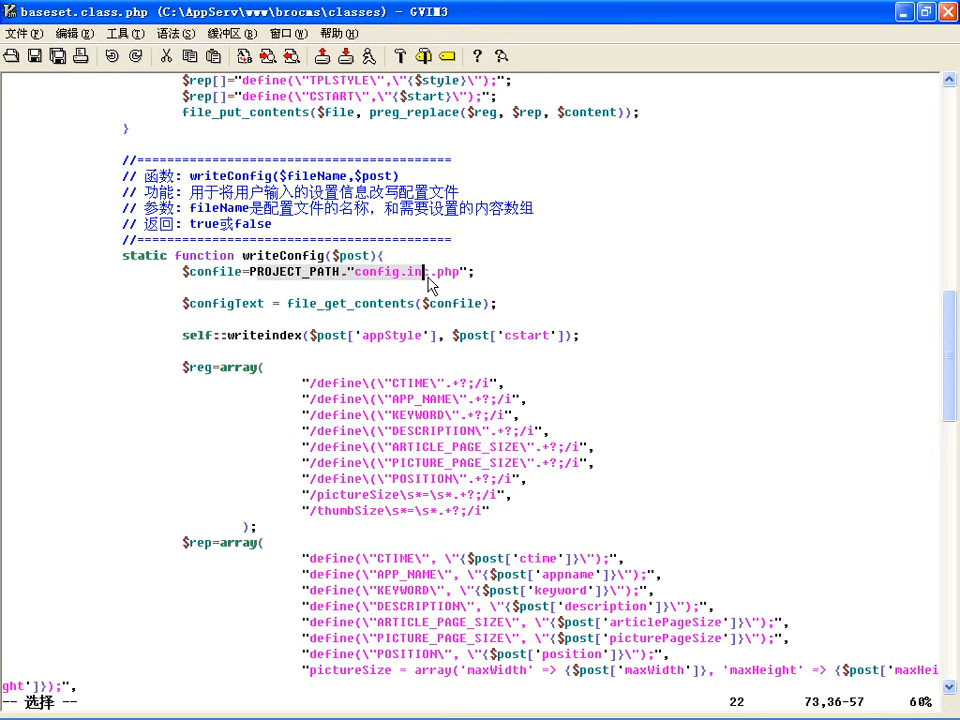 baseset.class.php (C:\AppServ\www\brocms\classes) - GVIM3
文件(F) 编辑(E) 工具(T) 语法(S) 缓冲区(B) 窗口(W) 帮助(H)
$rep[]="define(\"TPLSTYLE\",\"{$style}\");";
$rep[]="define(\"CSTART\",\"{$start}\");";
file_put_contents($file, preg_replace($reg, $rep, $content));
}
//==========================================
// 函数: writeConfig($fileName,$post)
// 功能: 用于将用户输入的设置信息改写配置文件
// 参数: fileName是配置文件的名称，和需要设置的内容数组
// 返回: true或false
//==========================================
static function writeConfig($post){
$confile=PROJECT_PATH."config.inc.php";
$configText = file_get_contents($confile);
self::writeindex($post['appStyle'], $post['cstart']);
$reg=array(
"/define\(\"CTIME\".+?;/i",
"/define\(\"APP_NAME\".+?;/i",
"/define\(\"KEYWORD\".+?;/i",
"/define\(\"DESCRIPTION\".+?;/i",
"/define\(\"ARTICLE_PAGE_SIZE\".+?;/i",
"/define\(\"PICTURE_PAGE_SIZE\".+?;/i",
"/define\(\"POSITION\".+?;/i",
"/pictureSize\s*=\s*.+?;/i",
"/thumbSize\s*=\s*.+?;/i"
);
$rep=array(
"define(\"CTIME\", \"{$post['ctime']}\");",
"define(\"APP_NAME\", \"{$post['appname']}\");",
"define(\"KEYWORD\", \"{$post['keyword']}\");",
"define(\"DESCRIPTION\", \"{$post['description']}\");",
"define(\"ARTICLE_PAGE_SIZE\", \"{$post['articlePageSize']}\");",
"define(\"PICTURE_PAGE_SIZE\", \"{$post['picturePageSize']}\");",
"define(\"POSITION\", \"{$post['position']}\");",
"pictureSize = array('maxWidth' => {$post['maxWidth']}, 'maxHeight' => {$post['maxHei
ght']});",
-- 选择 -- 22 73,36-57 60%